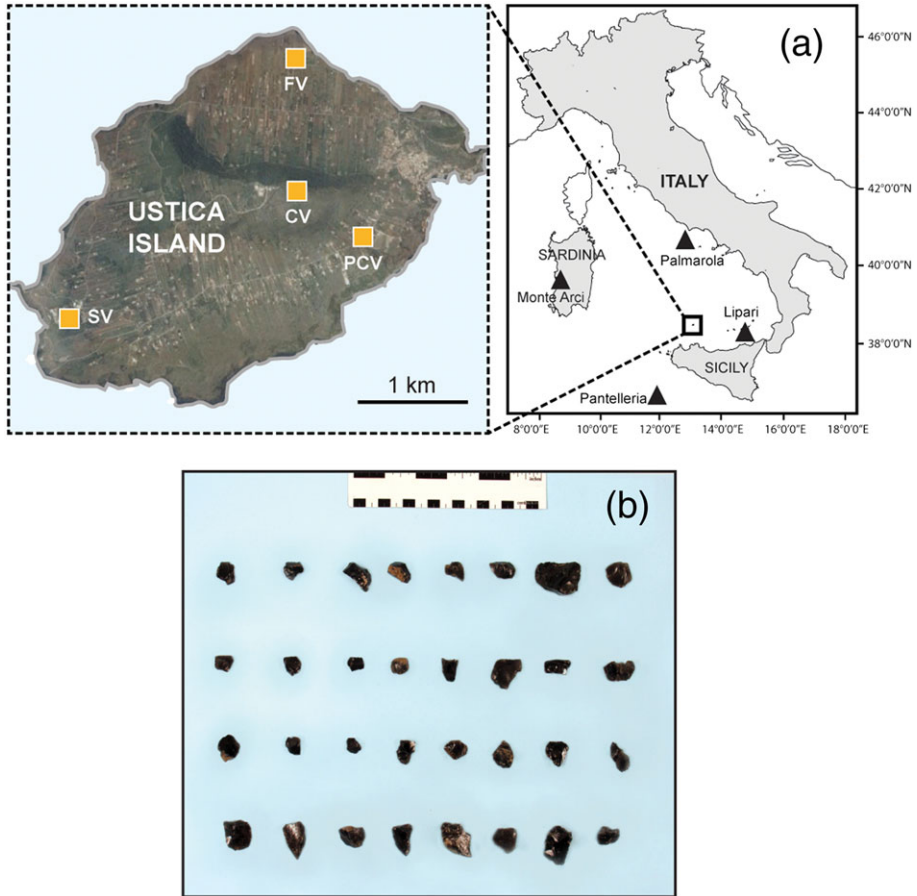 FV
CV
USTICA
ISLAND
PCV
SV
1 km
(a)
46°0'0"N
44°0'0"N
42°0'0"N
40°0'0"N
38°0'0"N
ITALY
SARDINIA
Palmarola
Monte Arci
Lipari
SICILY
Pantelleria
8°0'0"E
10°0'0"E
12°0'0"E
14°0'0"E
16°0'0"E
18°0'0"E
(b)